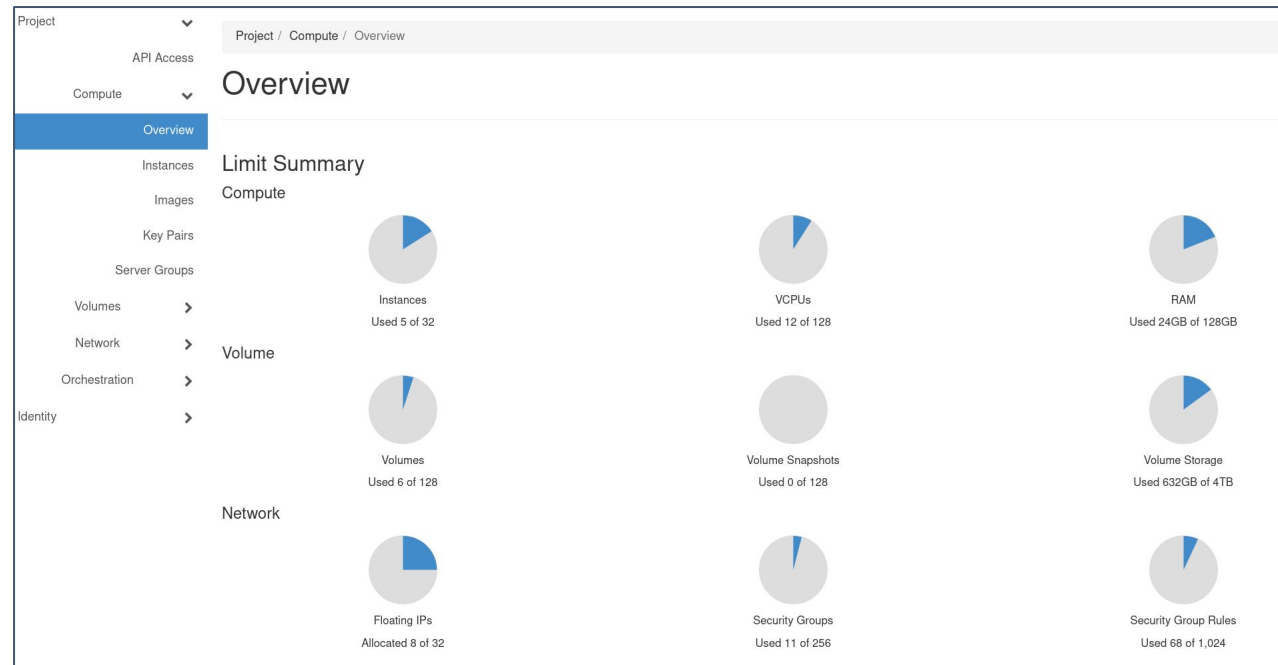 Project
API Access
Compute
Overview
Instances
Images
Key Pairs
Server Groups
Volumes
Network
Orchestration
Identity
Project / Compute / Overview
Overview
Limit Summary
Compute
Instances
Used 5 of 32
VCPUs
Used 12 of 128
RAM
Used 24GB of 128GB
Volume
Volumes
Used 6 of 128
Volume Snapshots
Used 0 of 128
Volume Storage
Used 632GB of 4TB
Network
Floating IPs
Allocated 8 of 32
Security Groups
Used 11 of 256
Security Group Rules
Used 68 of 1,024